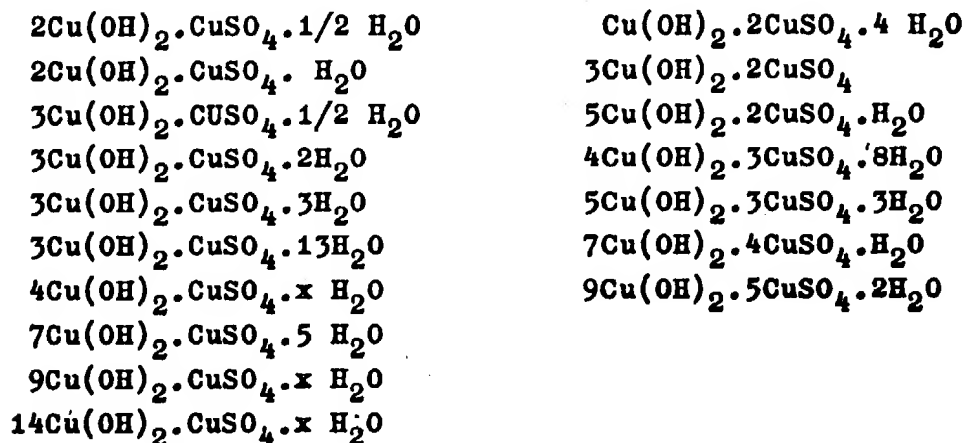 2Cu(OH)₂.CuSO₄.1/2 H₂O
2Cu(OH)₂.CuSO₄. H₂O
3Cu(OH)₂.CUSO₄.1/2 H₂O
3Cu(OH)₂.CuSO₄.2H₂O
3Cu(OH)₂.CuSO₄.3H₂O
3Cu(OH)₂.CuSO₄.13H₂O
4Cu(OH)₂.CuSO₄.x H₂O
7Cu(OH)₂.CuSO₄.5 H₂O
9Cu(OH)₂.CuSO₄.x H₂O
14Cu(OH)₂.CuSO₄.x H₂O
Cu(OH)₂.2CuSO₄.4 H₂O
3Cu(OH)₂.2CuSO₄
5Cu(OH)₂.2CuSO₄.H₂O
4Cu(OH)₂.3CuSO₄.8H₂O
5Cu(OH)₂.3CuSO₄.3H₂O
7Cu(OH)₂.4CuSO₄.H₂O
9Cu(OH)₂.5CuSO₄.2H₂O